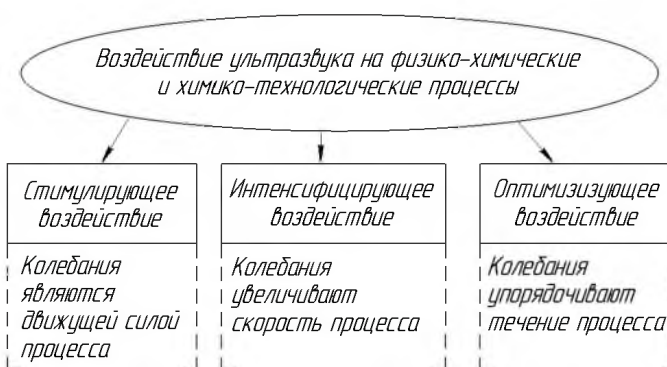 Воздействие ультразвука на физико-химические
и химико-технологические процессы
Стимулирующее
воздействие
Колебания
являются
движущей силой
процесса
Интенсифицирующее
воздействие
Колебания
увеличивают
скорость процесса
Оптимизизующее
воздействие
Колебания
упорядочивают
течение процесса